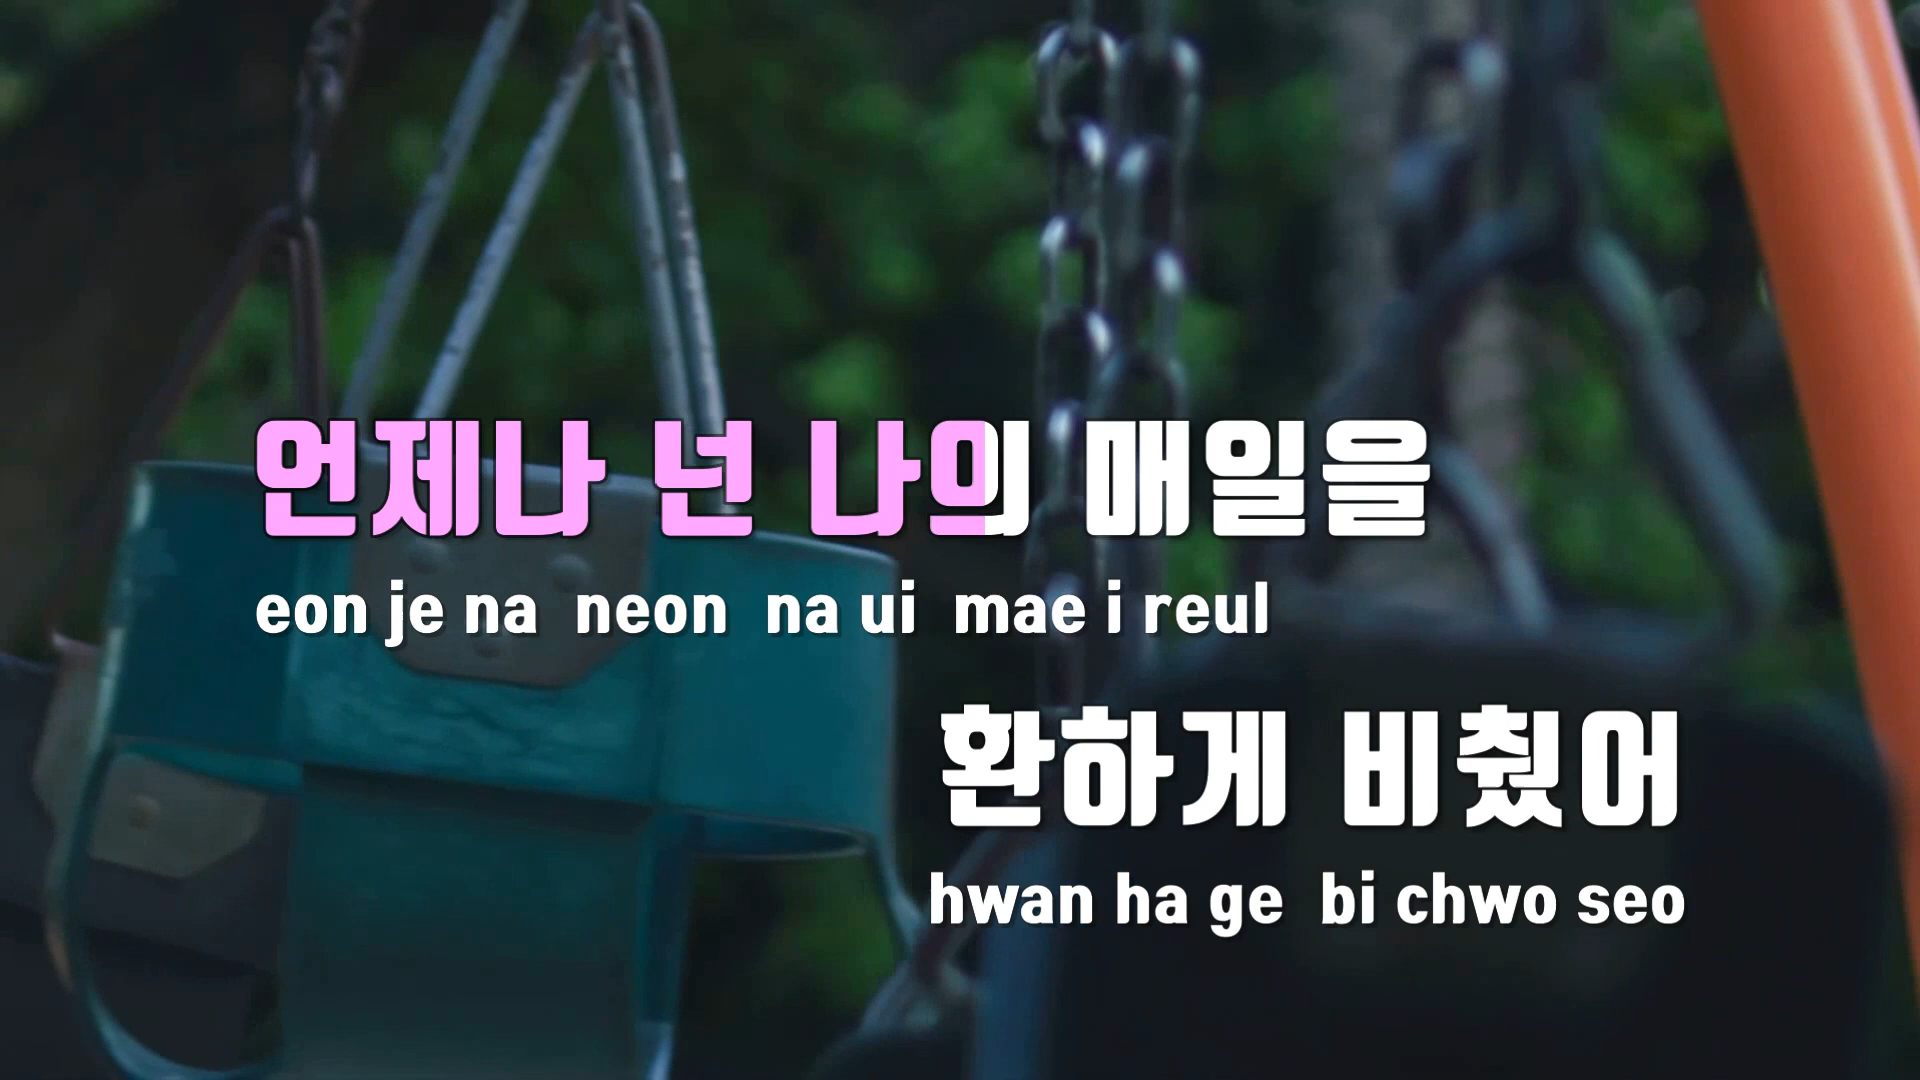 언제나 넌 나의 매일을
eon je na neon na ui mae i reul
환하게 비췄어
hwan ha ge bi chwo seo